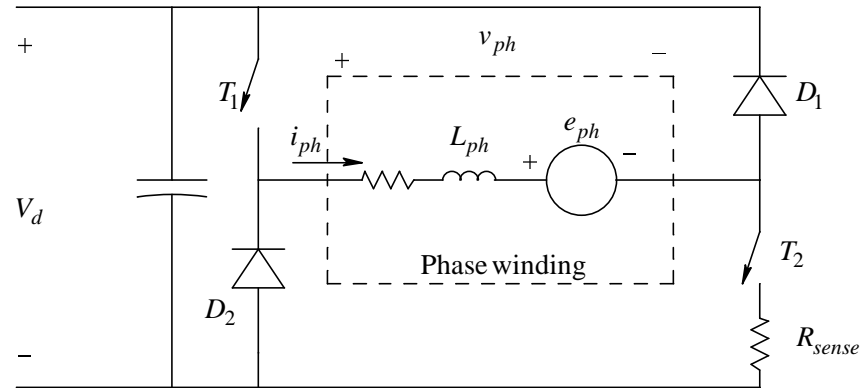 v_ph
+ + −
T_1 D_1
i_ph L_ph e_ph
+ −
V_d
Phase winding T_2
D_2
− R_sense